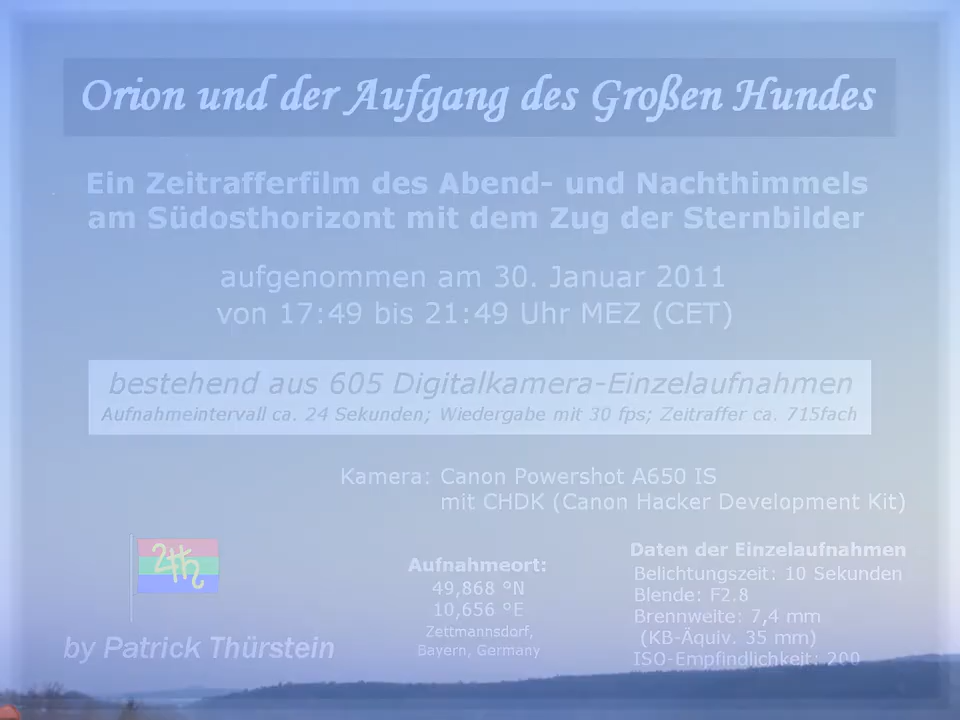 Orion und der Aufgang des Großen Hundes
Ein Zeitrafferfilm des Abend- und Nachthimmels
am Südosthorizont mit dem Zug der Sternbilder
aufgenommen am 30. Januar 2011
von 17:49 bis 21:49 Uhr MEZ (CET)
bestehend aus 605 Digitalkamera-Einzelaufnahmen
Aufnahmeintervall ca. 24 Sekunden; Wiedergabe mit 30 fps; Zeitraffer ca. 715fach
Kamera: Canon Powershot A650 IS
mit CHDK (Canon Hacker Development Kit)
by Patrick Thürstein
Aufnahmeort:
49,868 °N
10,656 °E
Zettmannsdorf,
Bayern, Germany
Daten der Einzelaufnahmen
Belichtungszeit: 10 Sekunden
Blende: F2.8
Brennweite: 7,4 mm
(KB-Äquiv. 35 mm)
ISO-Empfindlichkeit: 200